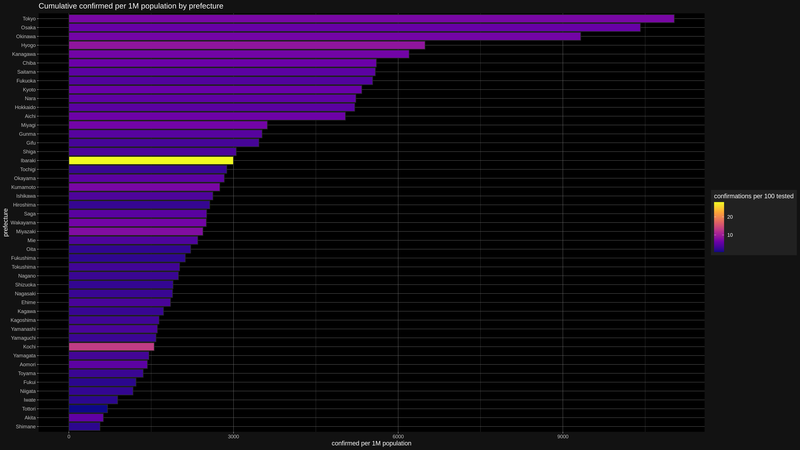 Cumulative confirmed per 1M population by prefecture
Tokyo
Osaka
Okinawa
Hyogo
Kanagawa
Chiba
Saitama
Fukuoka
Kyoto
Nara
Hokkaido
Aichi
Miyagi
Gunma
Gifu
Shiga
Ibaraki
Tochigi
Okayama
Kumamoto
Ishikawa
Hiroshima
Saga
Wakayama
Miyazaki
Mie
Oita
Fukushima
Tokushima
Nagano
Shizuoka
Nagasaki
Ehime
Kagawa
Kagoshima
Yamanashi
Yamaguchi
Kochi
Yamagata
Aomori
Toyama
Fukui
Niigata
Iwate
Tottori
Akita
Shimane
prefecture
0 3000 6000 9000
confirmed per 1M population
confirmations per 100 tested
20
10